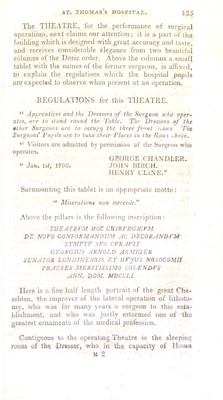 ST. THOMAS'S HOSPITAL. 125
The THEATRE, for the performance of surgical
operations, next claims our attention; it is a part of the
building which is designed with great accuracy and taste,
and receives considerable elegance from two beautiful
columns of the Doric order. Above the columns a small
tablet with the names of the former surgeons, is affixed,
to explain the regulations which the hospital pupils
are expected to observe when present at an operation.
REGULATIONS for this THEATRE.
"Apprentices and the Dressers of the Surgeon who oper-
ates, are to stand round the Table. The Dressers of the
other Surgeons are to occupy the three front Rows. The
Surgeons' Pupils are to take their Places in the Rows above.
"Visitors are admitted by permission of the Surgeon who
operates.
GEORGE CHANDLER.
"Jan. 1st, JOHN BIRCH.
HENRY CLINE."
Surmounting this tablet is an appropriate motto:
"Miseratione non mercede."
Above the pillars is the following inscription:
THEATRVM HOC CHIRVRGICVM
DE NOVO CONFORMANDUM AC DECORANDVM
SVMPTV SVO CVRAVIT
GEORGIUS ARNOLD ARMIGER
SENATOR LONDINENSIS ET HVJVS NOSOCOMII
PRAESES MERITISSIMO COLENDVS
ANN. DOM. MDCCLI.
Here is a fine half length portrait of the great Che-
selden, the improver of the lateral operation of lithoto-
my, who was for many years a surgeon to this esta-
blishment, and who was justly esteemed one of the
greatest ornaments of the medical profession.
Contiguous to the operating Theatre is the sleeping
room of the Dresser, who in the capacity of House
M 2